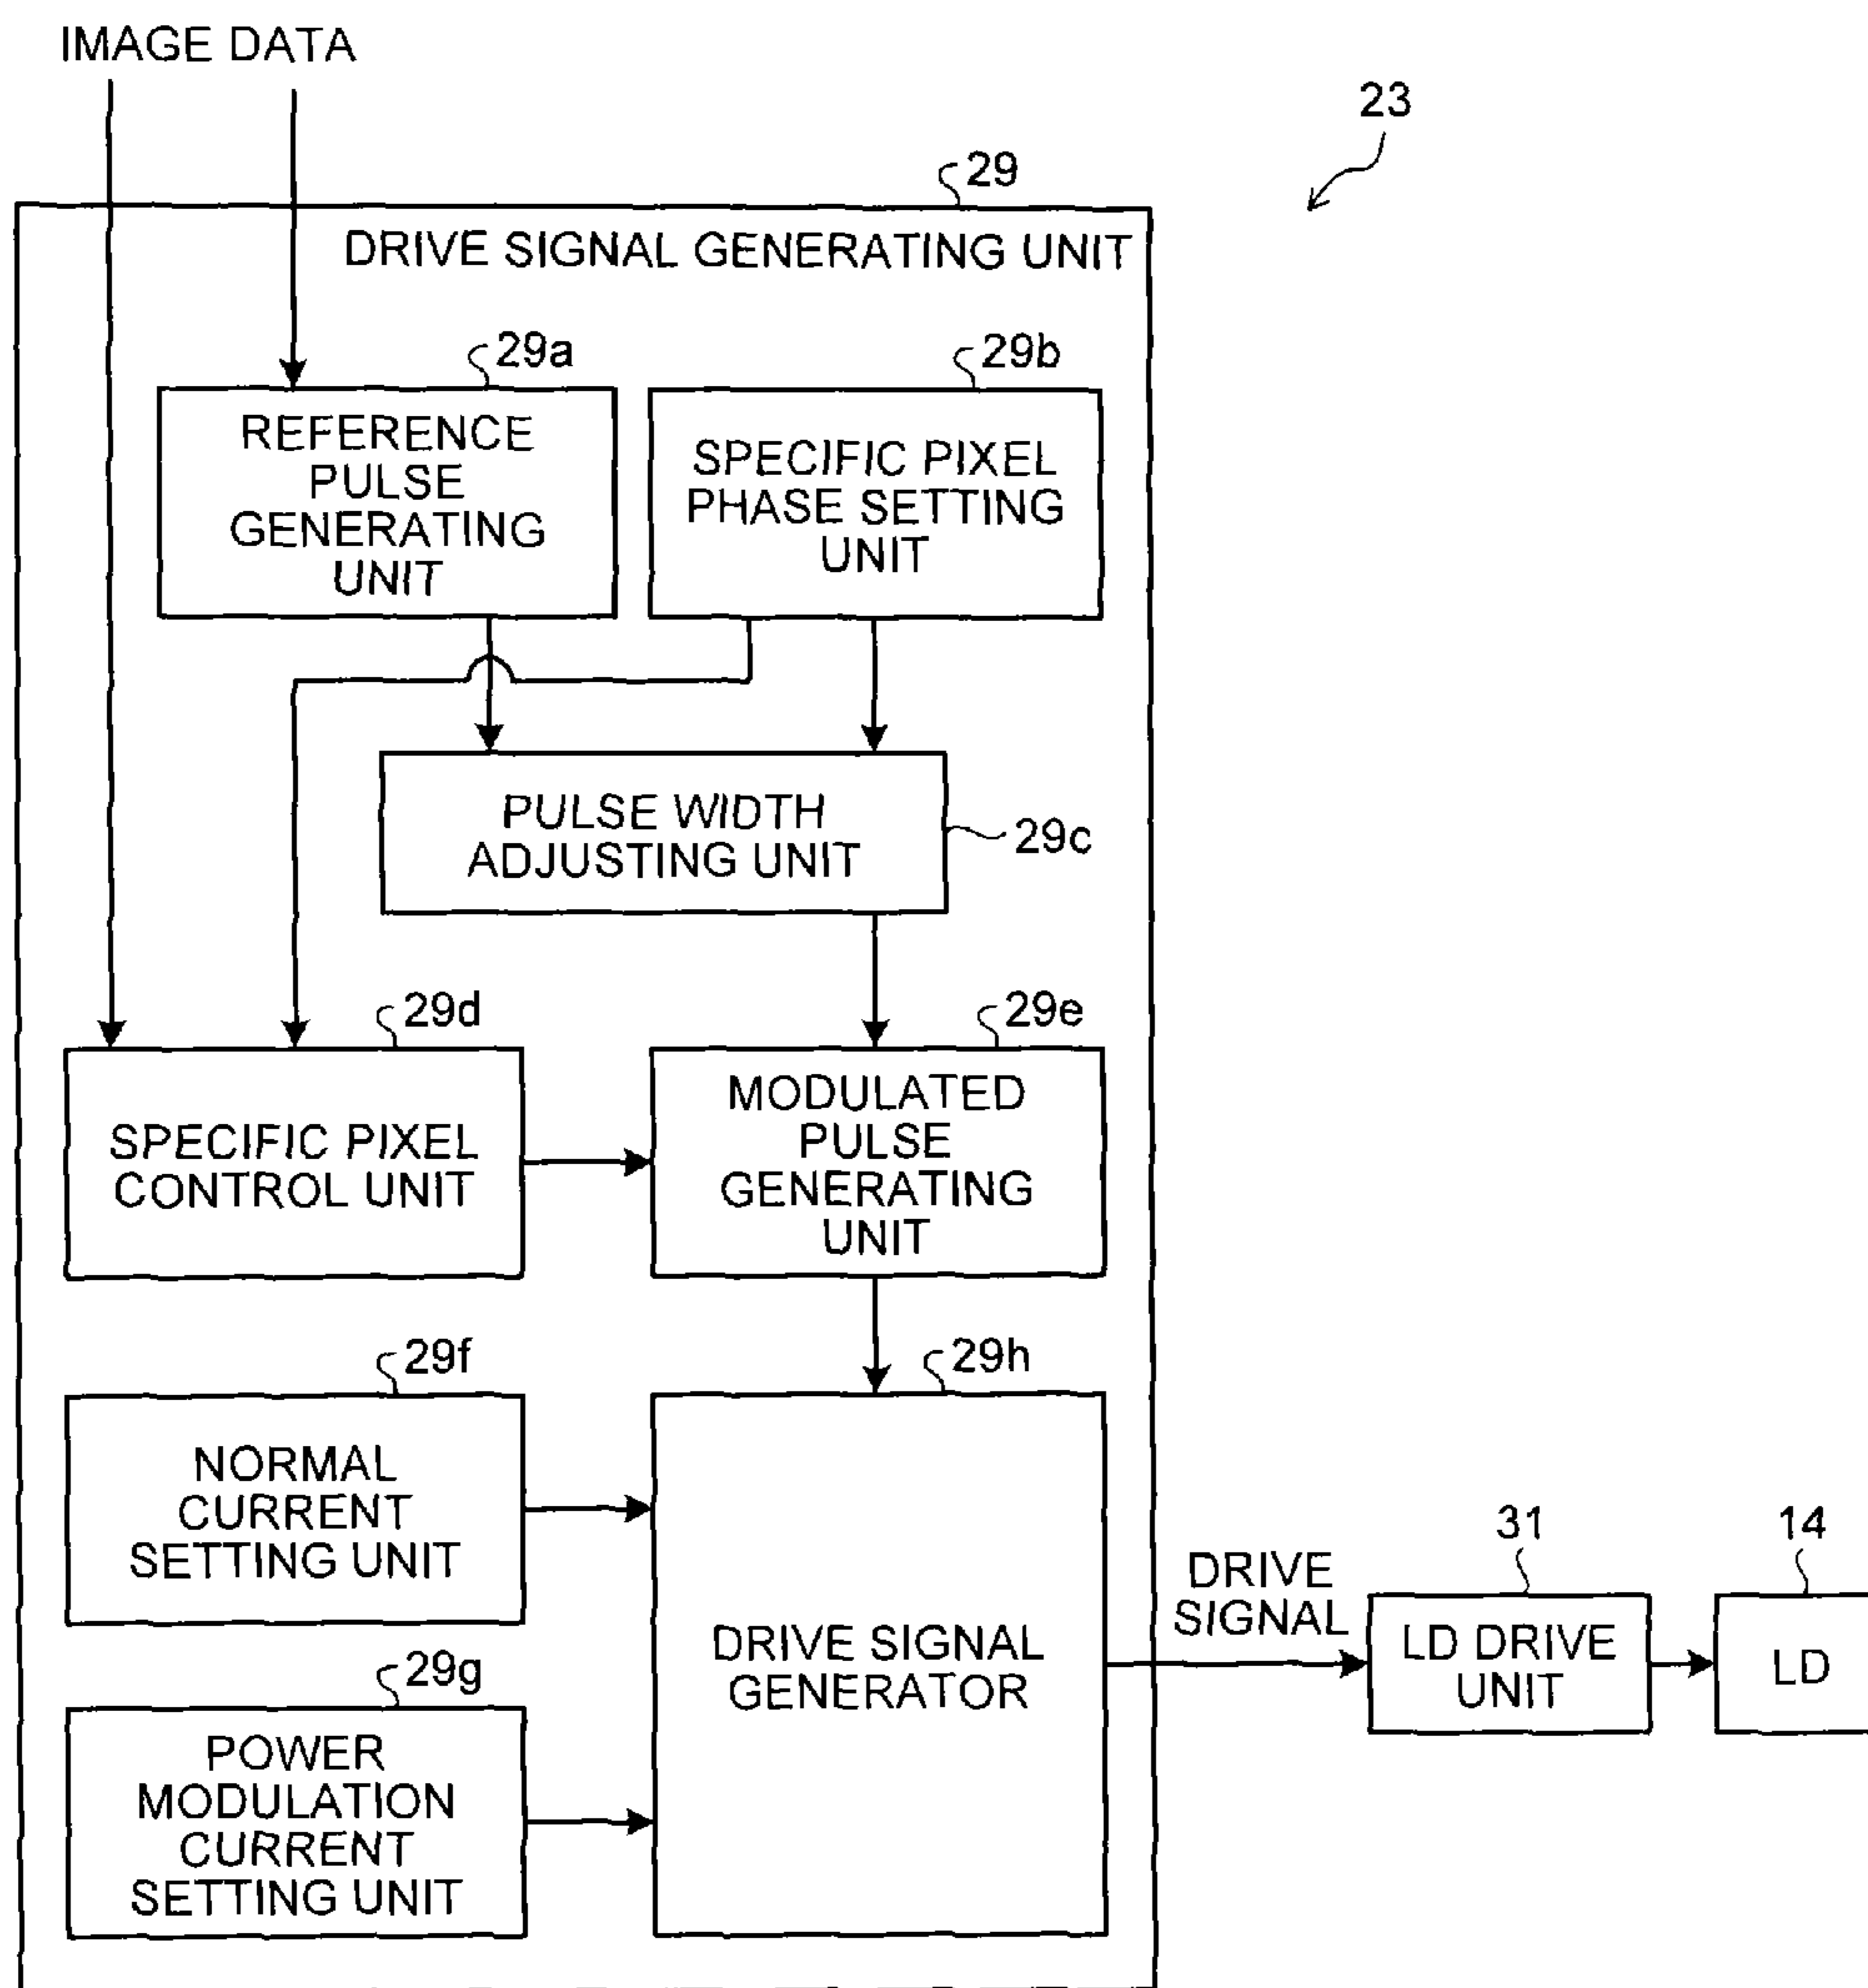 IMAGE DATA
23
29
DRIVE SIGNAL GENERATING UNIT
29a
REFERENCE
PULSE
GENERATING
UNIT
29b
SPECIFIC PIXEL
PHASE SETTING
UNIT
PULSE WIDTH
ADJUSTING UNIT
29c
29d
SPECIFIC PIXEL
CONTROL UNIT
29e
MODULATED
PULSE
GENERATING
UNIT
29f
NORMAL
CURRENT
SETTING UNIT
29h
DRIVE SIGNAL
GENERATOR
29g
POWER
MODULATION
CURRENT
SETTING UNIT
DRIVE
SIGNAL
31
LD DRIVE
UNIT
14
LD